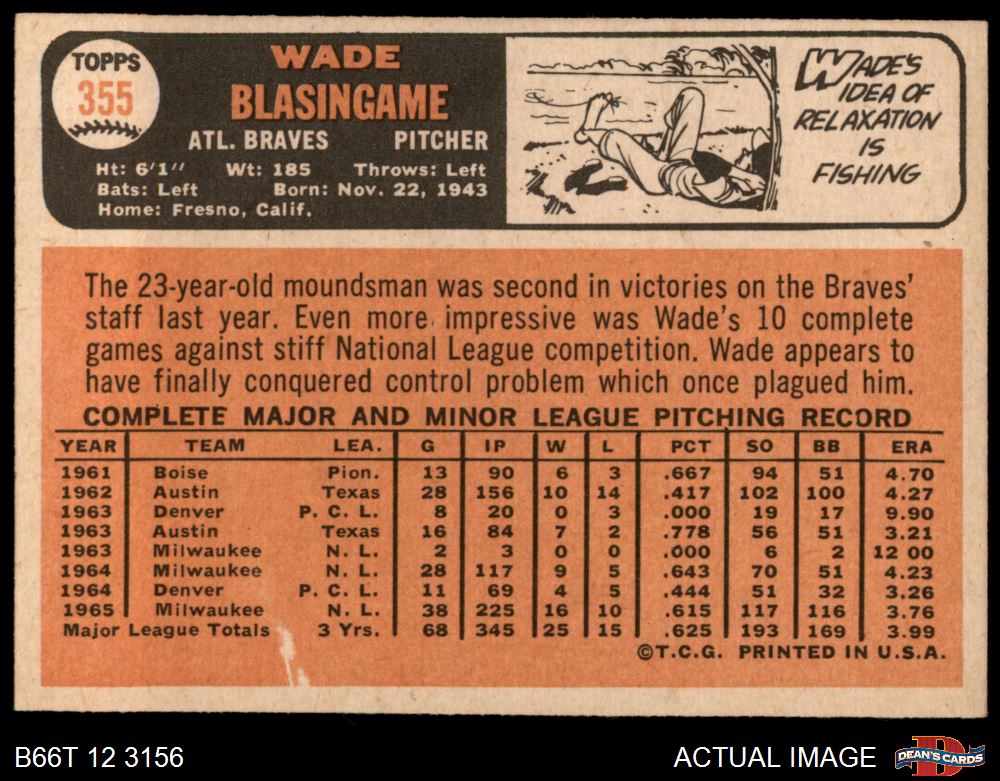 TOPPS
355
WADE
BLASINGAME
ATL. BRAVES PITCHER
Ht: 6'1" Wt: 185 Throws: Left
Bats: Left Born: Nov. 22, 1943
Home: Fresno, Calif.
WADE'S
IDEA OF
RELAXATION
IS
FISHING
The 23-year-old moundsman was second in victories on the Braves'
staff last year. Even more impressive was Wade's 10 complete
games against stiff National League competition. Wade appears to
have finally conquered control problem which once plagued him.
COMPLETE MAJOR AND MINOR LEAGUE PITCHING RECORD
YEAR TEAM LEA. G IP W L PCT SO BB ERA
1961 Boise Pion. 13 90 6 3 .667 94 51 4.70
1962 Austin Texas 28 156 10 14 .417 102 100 4.27
1963 Denver P. C. L. 8 20 0 3 .000 19 17 9.90
1963 Austin Texas 16 84 7 2 .778 56 51 3.21
1963 Milwaukee N. L. 2 3 0 0 .000 6 2 12 00
1964 Milwaukee N. L. 28 117 9 5 .643 70 51 4.23
1964 Denver P. C. L. 11 69 4 5 .444 51 32 3.26
1965 Milwaukee N. L. 38 225 16 10 .615 117 116 3.76
Major League Totals 3 Yrs. 68 345 25 15 .625 193 169 3.99
©T.C.G. PRINTED IN U.S.A.
B66T 12 3156 ACTUAL IMAGE DEAN'S CARDS